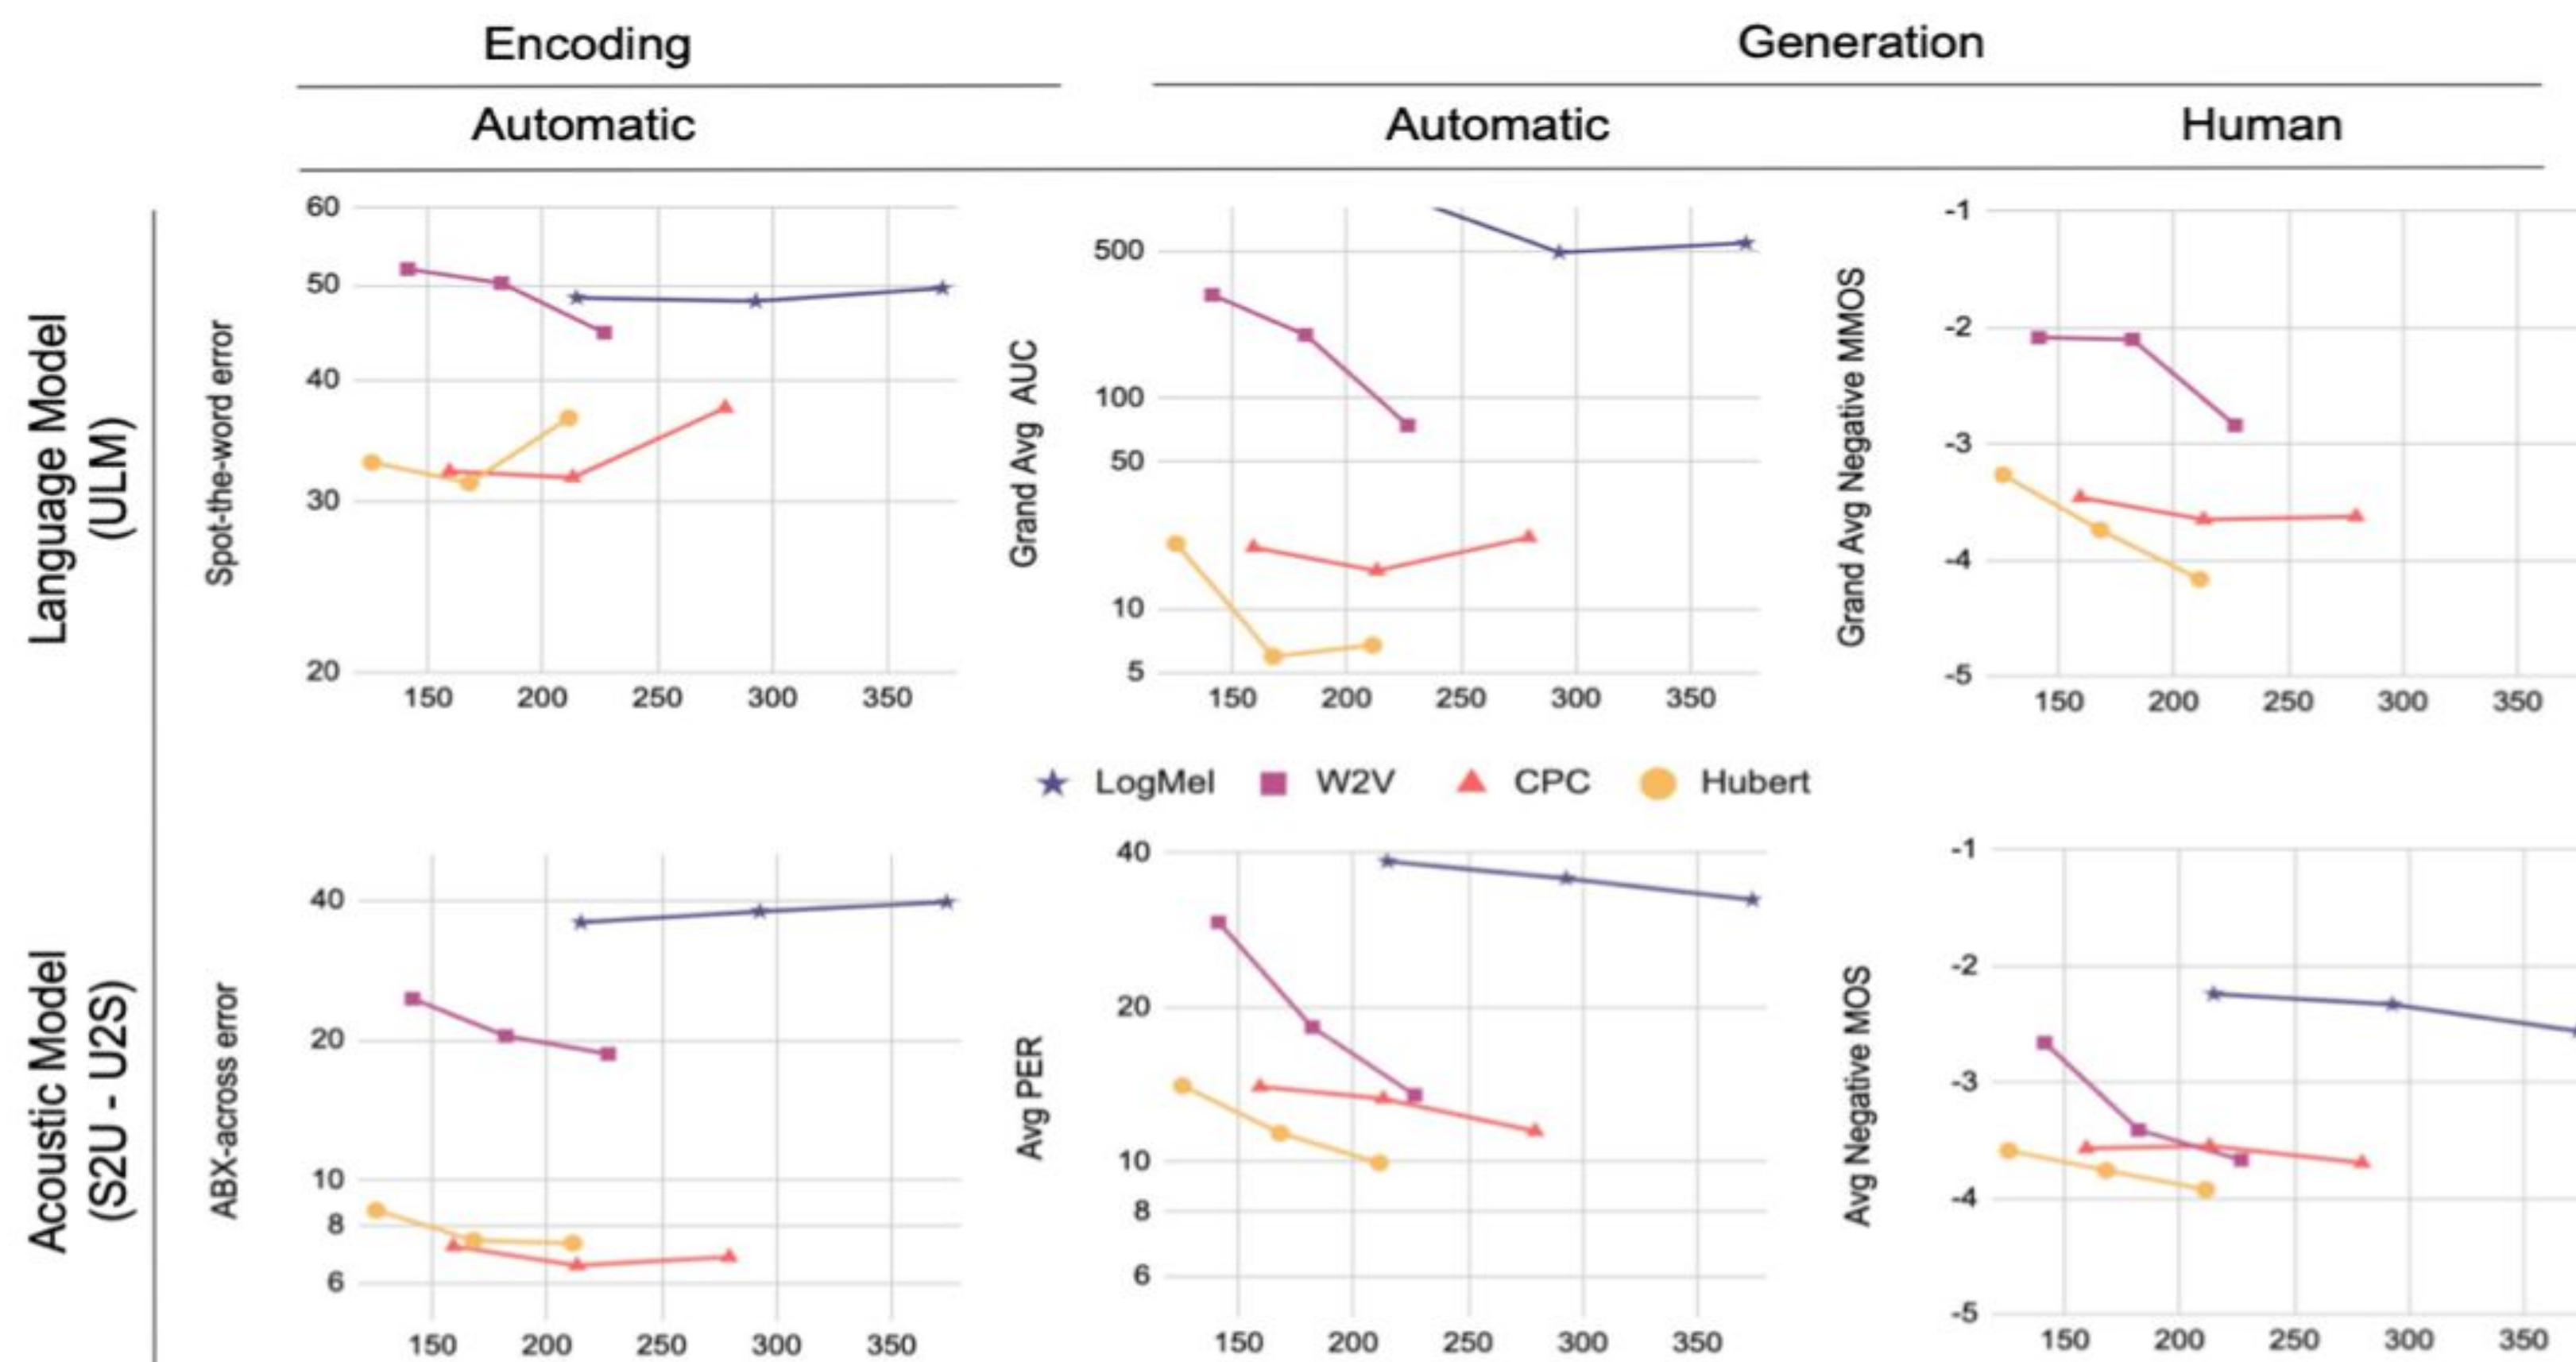 Encoding
Generation
Automatic
Automatic
Human
Language Model
(ULM)
Spot-the-word error
60
50
40
30
20
150 200 250 300 350
Grand Avg AUC
500
100
50
10
5
150 200 250 300 350
Grand Avg Negative MMOS
-1
-2
-3
-4
-5
150 200 250 300 350
LogMel W2V CPC Hubert
Acoustic Model
(S2U - U2S)
ABX-across error
40
20
10
8
6
150 200 250 300 350
Avg PER
40
20
10
8
6
150 200 250 300 350
Avg Negative MOS
-1
-2
-3
-4
-5
150 200 250 300 350